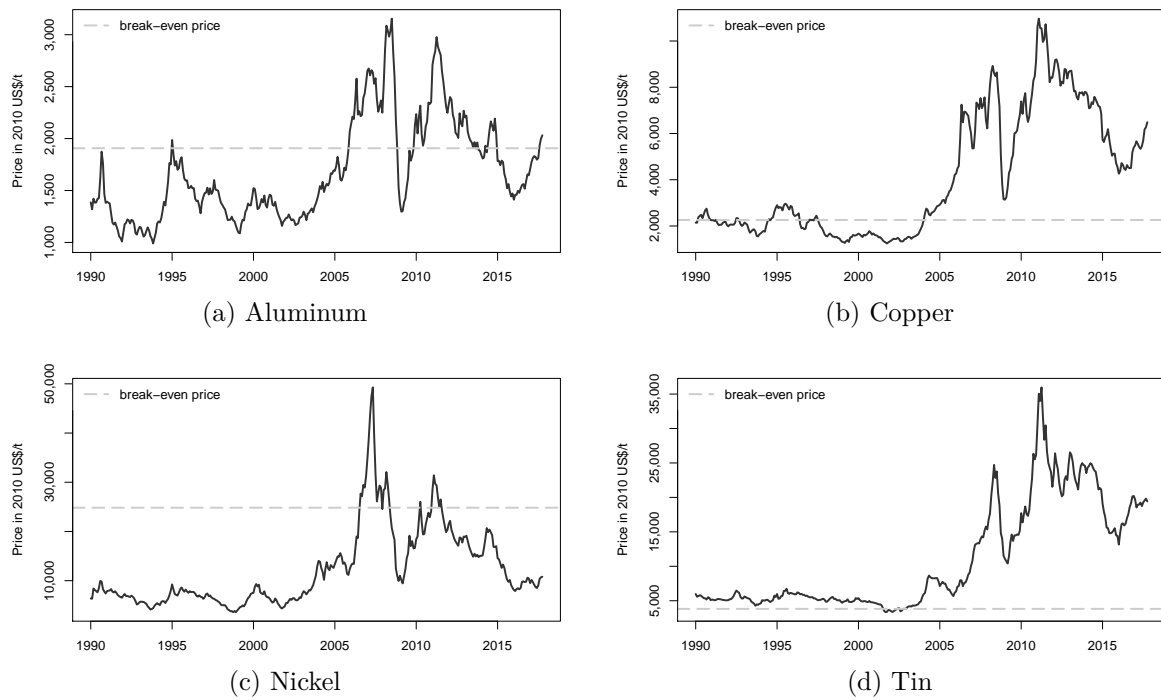 break−even price
Price in 2010 US$/t
1,000
1,500
2,000
2,500
3,000
1990 1995 2000 2005 2010 2015
(a) Aluminum
break−even price
Price in 2010 US$/t
2,000
4,000
6,000
8,000
1990 1995 2000 2005 2010 2015
(b) Copper
break−even price
Price in 2010 US$/t
10,000
30,000
50,000
1990 1995 2000 2005 2010 2015
(c) Nickel
break−even price
Price in 2010 US$/t
5,000
15,000
25,000
35,000
1990 1995 2000 2005 2010 2015
(d) Tin